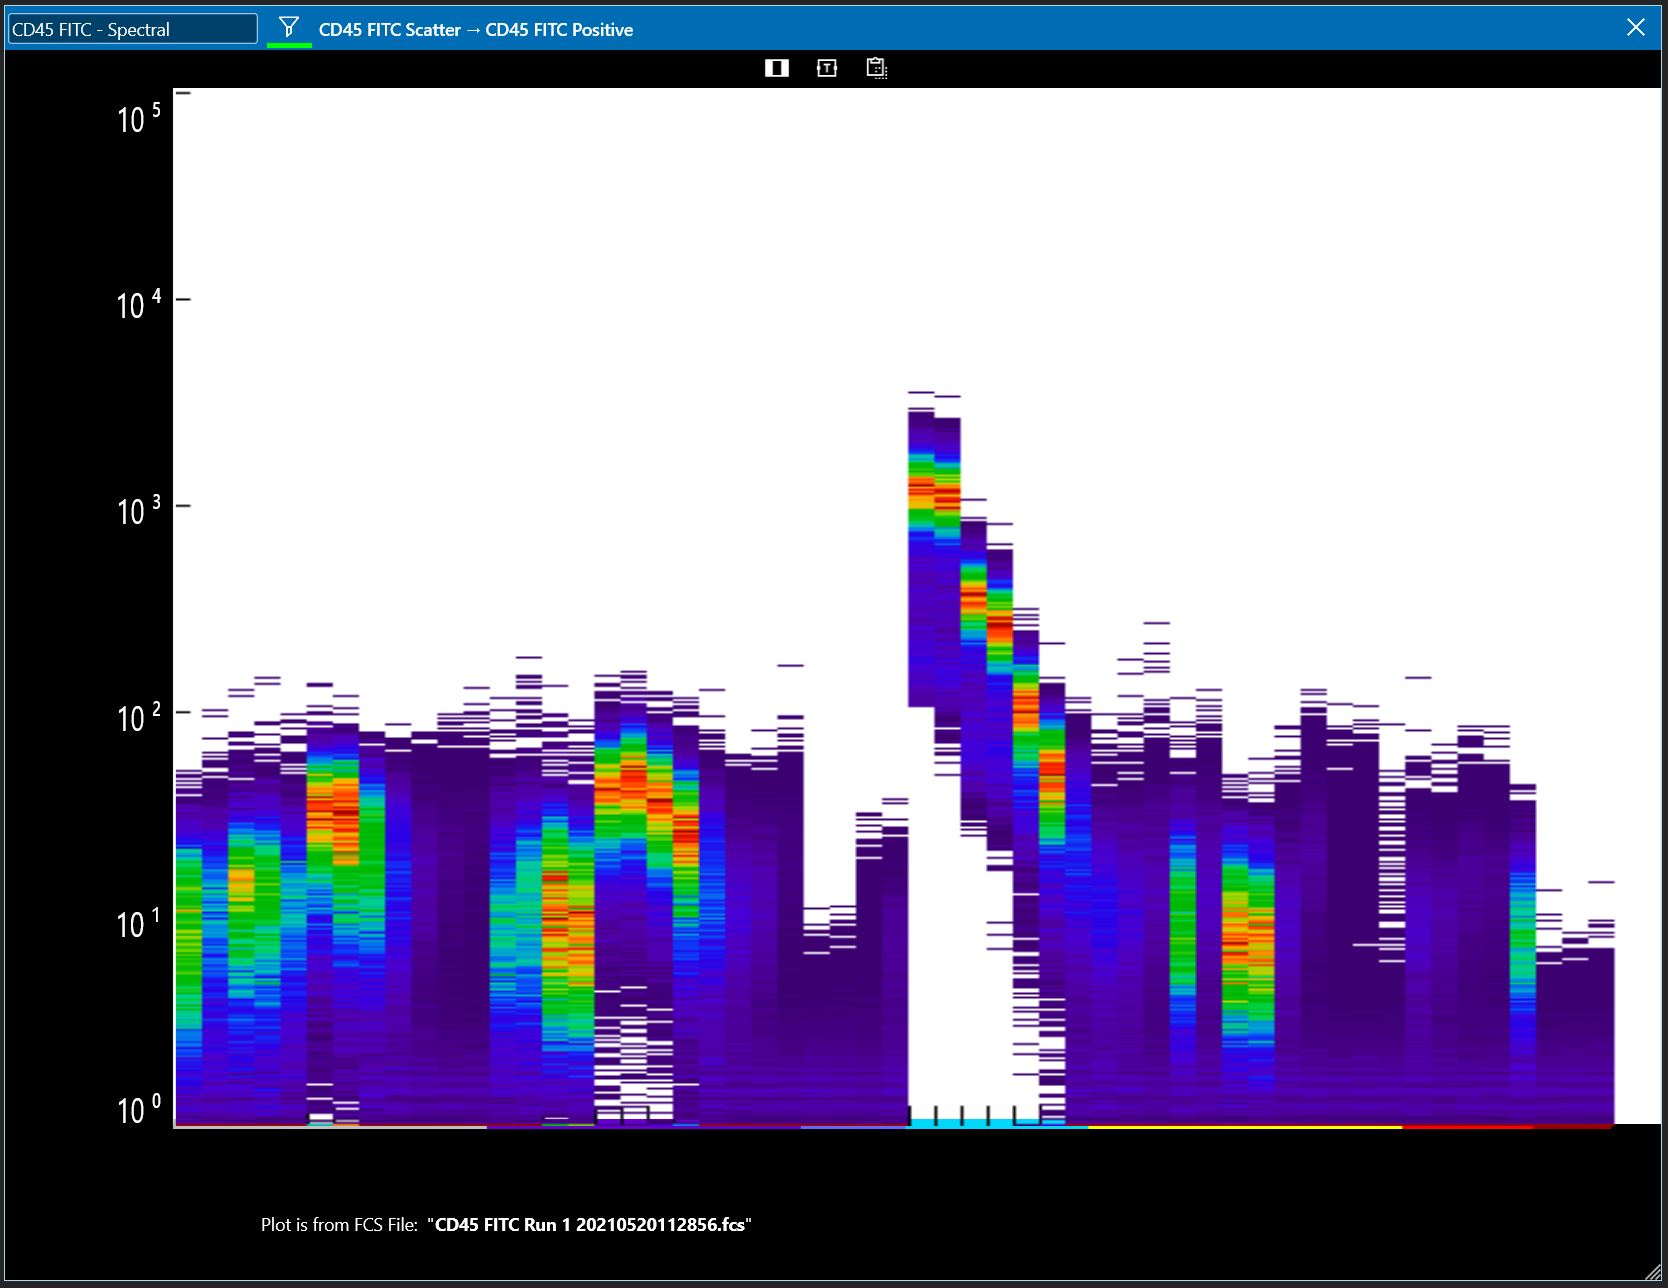 CD45 FITC - Spectral
CD45 FITC Scatter → CD45 FITC Positive
10 5
10 4
10 3
10 2
10 1
10 0
Plot is from FCS File: "CD45 FITC Run 1 20210520112856.fcs"